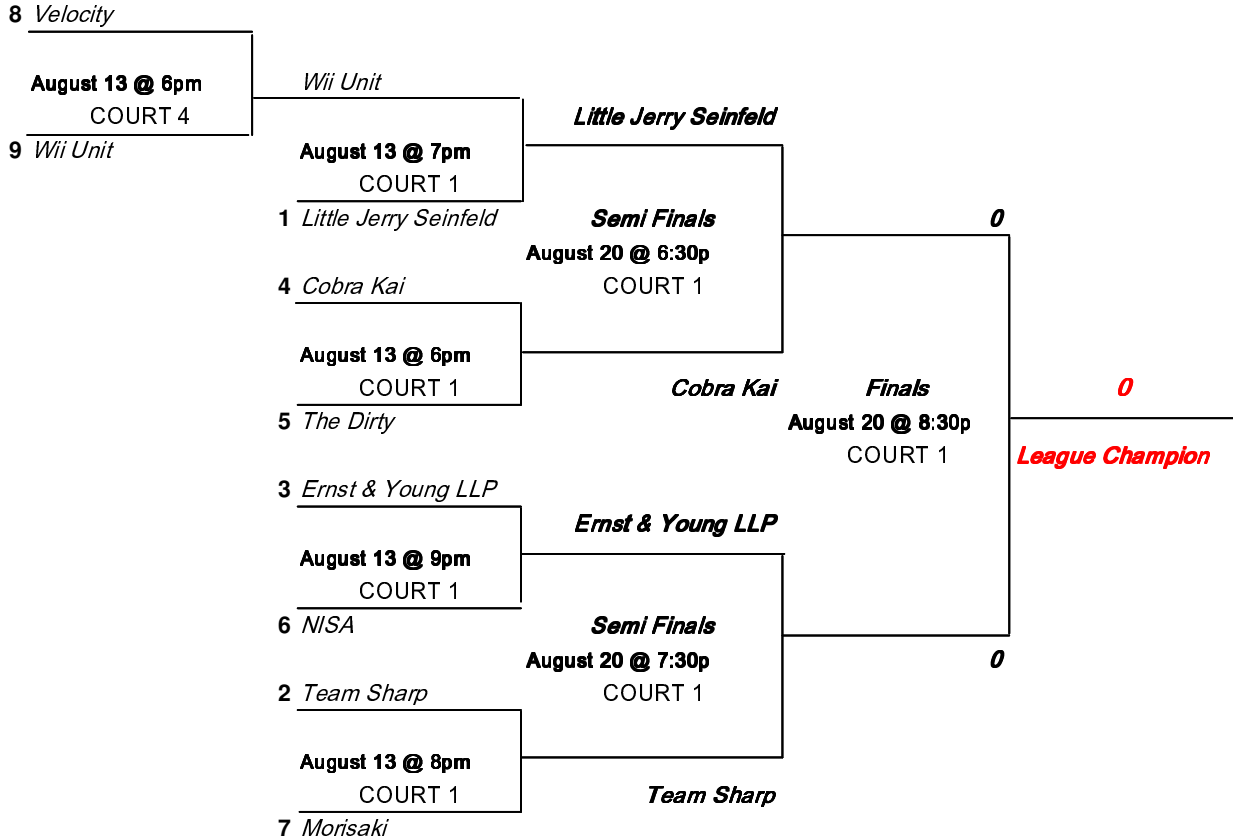 8 Velocity
August 13 @ 6pm
COURT 4
9 Wii Unit
Wii Unit
August 13 @ 7pm
COURT 1
1 Little Jerry Seinfeld
4 Cobra Kai
August 13 @ 6pm
COURT 1
5 The Dirty
3 Ernst & Young LLP
August 13 @ 9pm
COURT 1
6 NISA
2 Team Sharp
August 13 @ 8pm
COURT 1
7 Morisaki
Little Jerry Seinfeld
Semi Finals
August 20 @ 6:30p
COURT 1
Cobra Kai
Ernst & Young LLP
Semi Finals
August 20 @ 7:30p
COURT 1
Team Sharp
0
Finals
August 20 @ 8:30p
COURT 1
0
0
League Champion